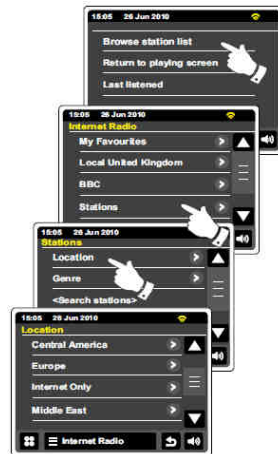 15:05 26 Jun 2010
Browse station list
Return to playing screen
Last listened
15:05 26 Jun 2010
Internet Radio
My Favourites
Local United Kingdom
BBC
Stations
15:05 26 Jun 2010
Stations
Location
Genre
<Search stations>
15:05 26 Jun 2010
Location
Central America
Europe
Internet Only
Middle East
Internet Radio